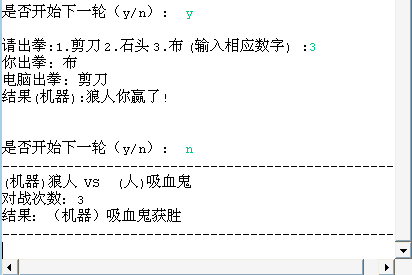 是否开始下一轮（y/n）： y
请出拳:1.剪刀 2.石头 3.布 (输入相应数字) :3
你出拳: 布
电脑出拳: 剪刀
结果(机器):狼人你赢了!
是否开始下一轮（y/n）： n
----------------------------------------------------
(机器)狼人 VS (人)吸血鬼
对战次数: 3
结果: （机器）吸血鬼获胜
----------------------------------------------------